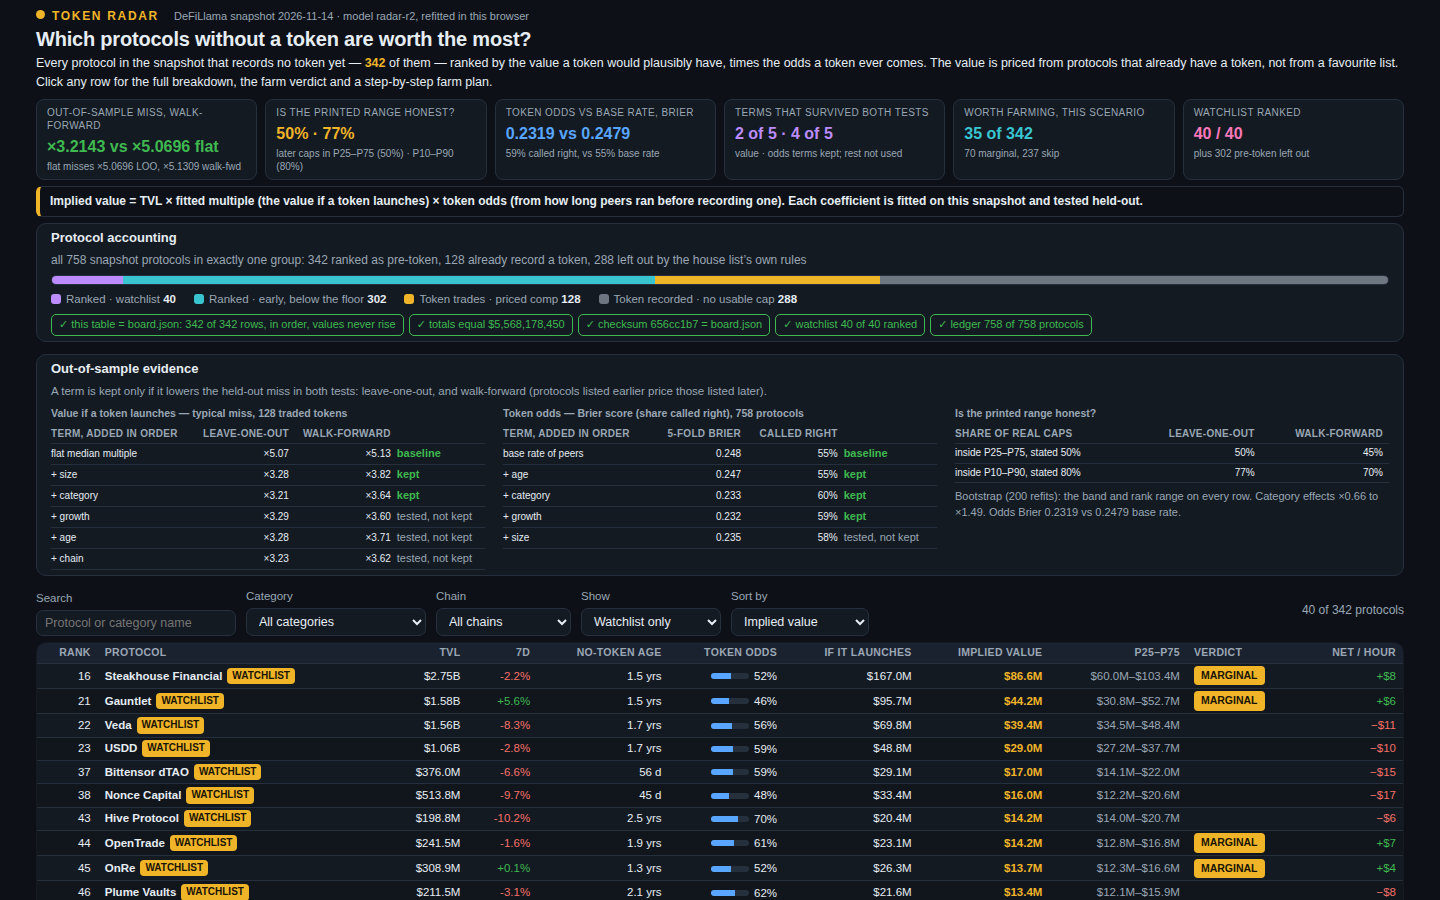 TOKEN RADAR DeFiLlama snapshot 2026-11-14 · model radar-r2, refitted in this browser
Which protocols without a token are worth the most?
Every protocol in the snapshot that records no token yet — 342 of them — ranked by the value a token would plausibly have, times the odds a token ever comes. The value is priced from protocols that already have a token, not from a favourite list.
Click any row for the full breakdown, the farm verdict and a step-by-step farm plan.
OUT-OF-SAMPLE MISS, WALK-FORWARD
×3.2143 vs ×5.0696 flat
flat misses ×5.0696 LOO, ×5.1309 walk-fwd
IS THE PRINTED RANGE HONEST?
50% · 77%
later caps in P25–P75 (50%) · P10–P90 (80%)
TOKEN ODDS VS BASE RATE, BRIER
0.2319 vs 0.2479
59% called right, vs 55% base rate
TERMS THAT SURVIVED BOTH TESTS
2 of 5 · 4 of 5
value · odds terms kept; rest not used
WORTH FARMING, THIS SCENARIO
35 of 342
70 marginal, 237 skip
WATCHLIST RANKED
40 / 40
plus 302 pre-token left out
Implied value = TVL × fitted multiple (the value if a token launches) × token odds (from how long peers ran before recording one). Each coefficient is fitted on this snapshot and tested held-out.
Protocol accounting
all 758 snapshot protocols in exactly one group: 342 ranked as pre-token, 128 already record a token, 288 left out by the house list's own rules
Ranked · watchlist 40 Ranked · early, below the floor 302 Token trades · priced comp 128 Token recorded · no usable cap 288
✓ this table = board.json: 342 of 342 rows, in order, values never rise ✓ totals equal $5,568,178,450 ✓ checksum 656cc1b7 = board.json ✓ watchlist 40 of 40 ranked ✓ ledger 758 of 758 protocols
Out-of-sample evidence
A term is kept only if it lowers the held-out miss in both tests: leave-one-out, and walk-forward (protocols listed earlier price those listed later).
Value if a token launches — typical miss, 128 traded tokens
TERM, ADDED IN ORDER LEAVE-ONE-OUT WALK-FORWARD
flat median multiple ×5.07 ×5.13 baseline
+ size ×3.28 ×3.82 kept
+ category ×3.21 ×3.64 kept
+ growth ×3.29 ×3.60 tested, not kept
+ age ×3.28 ×3.71 tested, not kept
+ chain ×3.23 ×3.62 tested, not kept
Token odds — Brier score (share called right), 758 protocols
TERM, ADDED IN ORDER 5-FOLD BRIER CALLED RIGHT
base rate of peers 0.248 55% baseline
+ age 0.247 55% kept
+ category 0.233 60% kept
+ growth 0.232 59% kept
+ size 0.235 58% tested, not kept
Is the printed range honest?
SHARE OF REAL CAPS LEAVE-ONE-OUT WALK-FORWARD
inside P25–P75, stated 50% 50% 45%
inside P10–P90, stated 80% 77% 70%
Bootstrap (200 refits): the band and rank range on every row. Category effects ×0.66 to
×1.49. Odds Brier 0.2319 vs 0.2479 base rate.
Search Category Chain Show Sort by
Protocol or category name All categories All chains Watchlist only Implied value 40 of 342 protocols
RANK PROTOCOL TVL 7D NO-TOKEN AGE TOKEN ODDS IF IT LAUNCHES IMPLIED VALUE P25–P75 VERDICT NET / HOUR
16 Steakhouse Financial WATCHLIST $2.75B -2.2% 1.5 yrs 52% $167.0M $86.6M $60.0M–$103.4M MARGINAL +$8
21 Gauntlet WATCHLIST $1.58B +5.6% 1.5 yrs 46% $95.7M $44.2M $30.8M–$52.7M MARGINAL +$6
22 Veda WATCHLIST $1.56B -8.3% 1.7 yrs 56% $69.8M $39.4M $34.5M–$48.4M −$11
23 USDD WATCHLIST $1.06B -2.8% 1.7 yrs 59% $48.8M $29.0M $27.2M–$37.7M −$10
37 Bittensor dTAO WATCHLIST $376.0M -6.6% 56 d 59% $29.1M $17.0M $14.1M–$22.0M −$15
38 Nonce Capital WATCHLIST $513.8M -9.7% 45 d 48% $33.4M $16.0M $12.2M–$20.6M −$17
43 Hive Protocol WATCHLIST $198.8M -10.2% 2.5 yrs 70% $20.4M $14.2M $14.0M–$20.7M −$6
44 OpenTrade WATCHLIST $241.5M -1.6% 1.9 yrs 61% $23.1M $14.2M $12.8M–$16.8M MARGINAL +$7
45 OnRe WATCHLIST $308.9M +0.1% 1.3 yrs 52% $26.3M $13.7M $12.3M–$16.6M MARGINAL +$4
46 Plume Vaults WATCHLIST $211.5M -3.1% 2.1 yrs 62% $21.6M $13.4M $12.1M–$15.9M −$8